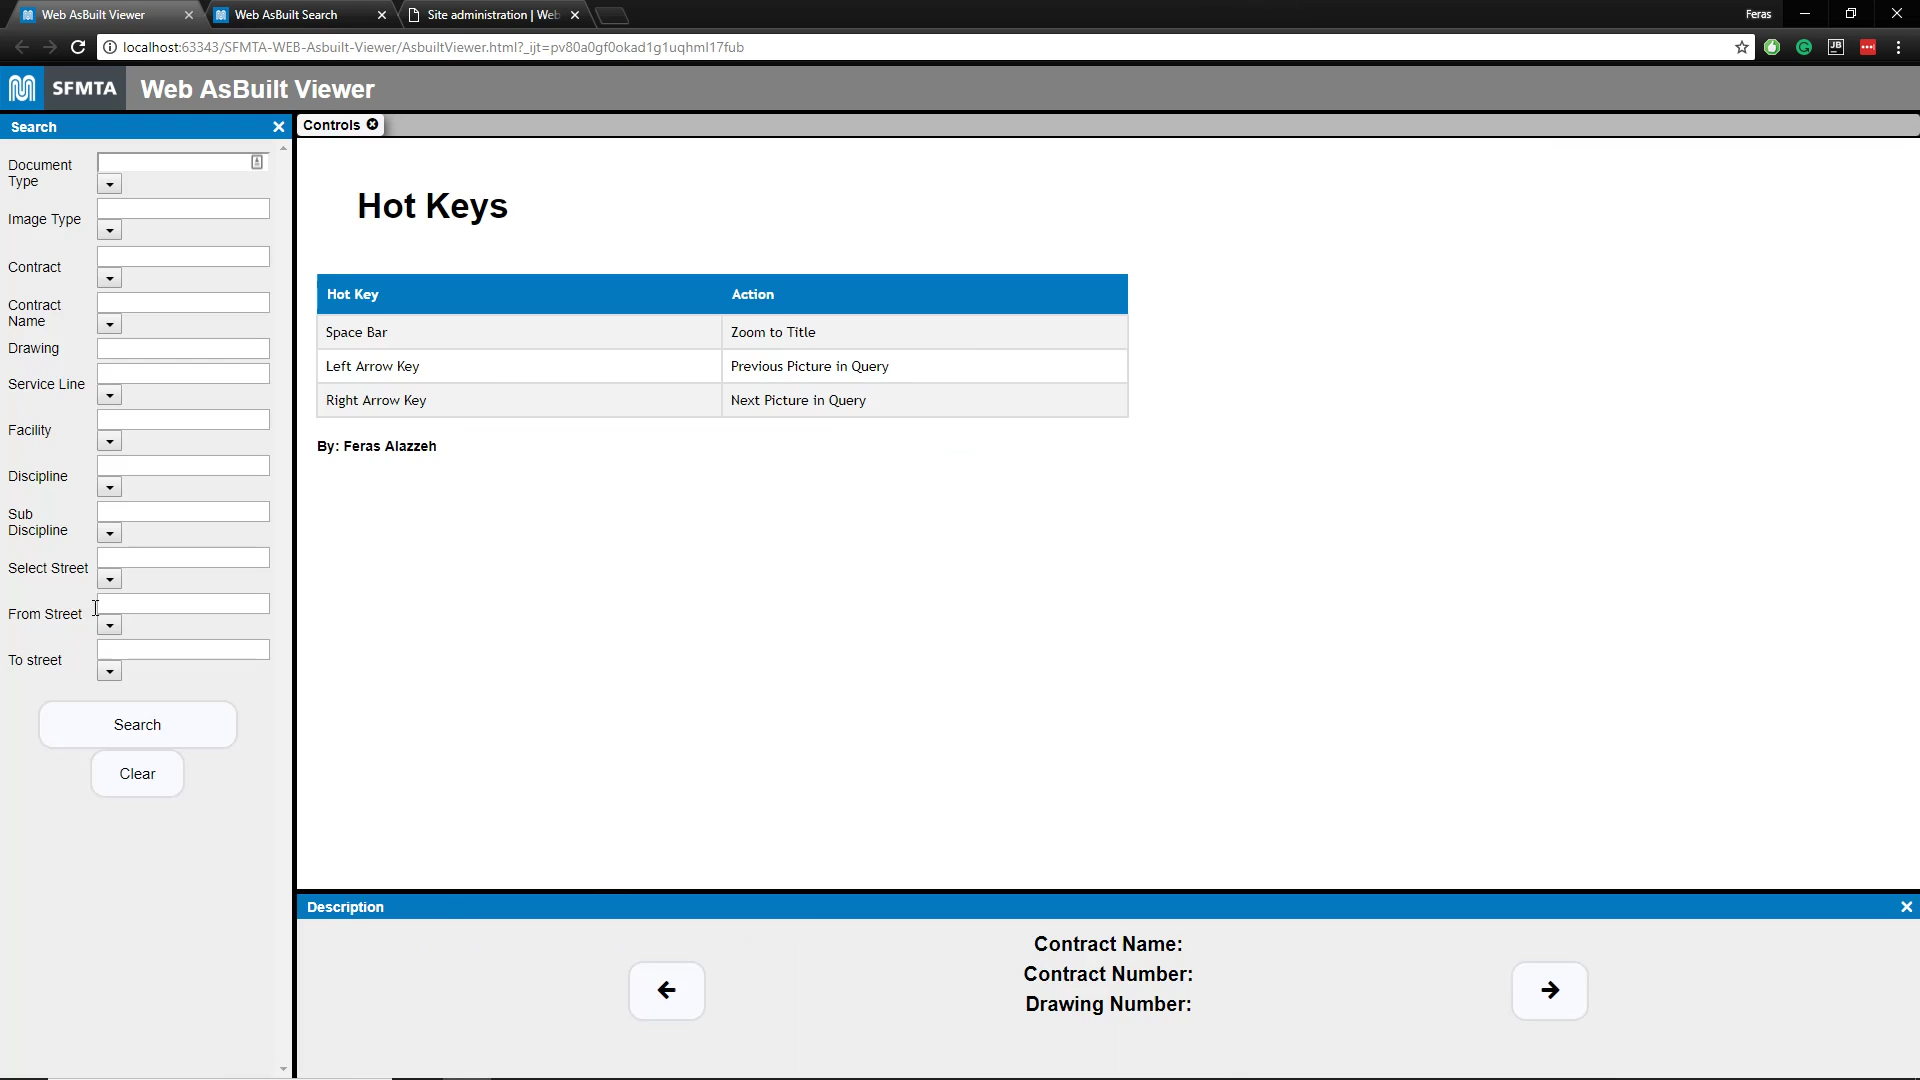 Web AsBuilt Viewer
Web AsBuilt Search
Site administration | Web
Feras
localhost:63343/SFMTA-WEB-Asbuilt-Viewer/AsbuiltViewer.html?_ijt=pv80a0gf0okad1g1uqhml17fub
JB
SFMTA
Web AsBuilt Viewer
Search
Document
Type
Image Type
Contract
Contract
Name
Drawing
Service Line
Facility
Discipline
Sub
Discipline
Select Street
From Street
To street
Search
Clear
Controls
Hot Keys
Hot Key Action
Space Bar Zoom to Title
Left Arrow Key Previous Picture in Query
Right Arrow Key Next Picture in Query
By: Feras Alazzeh
Description
Contract Name:
Contract Number:
Drawing Number: